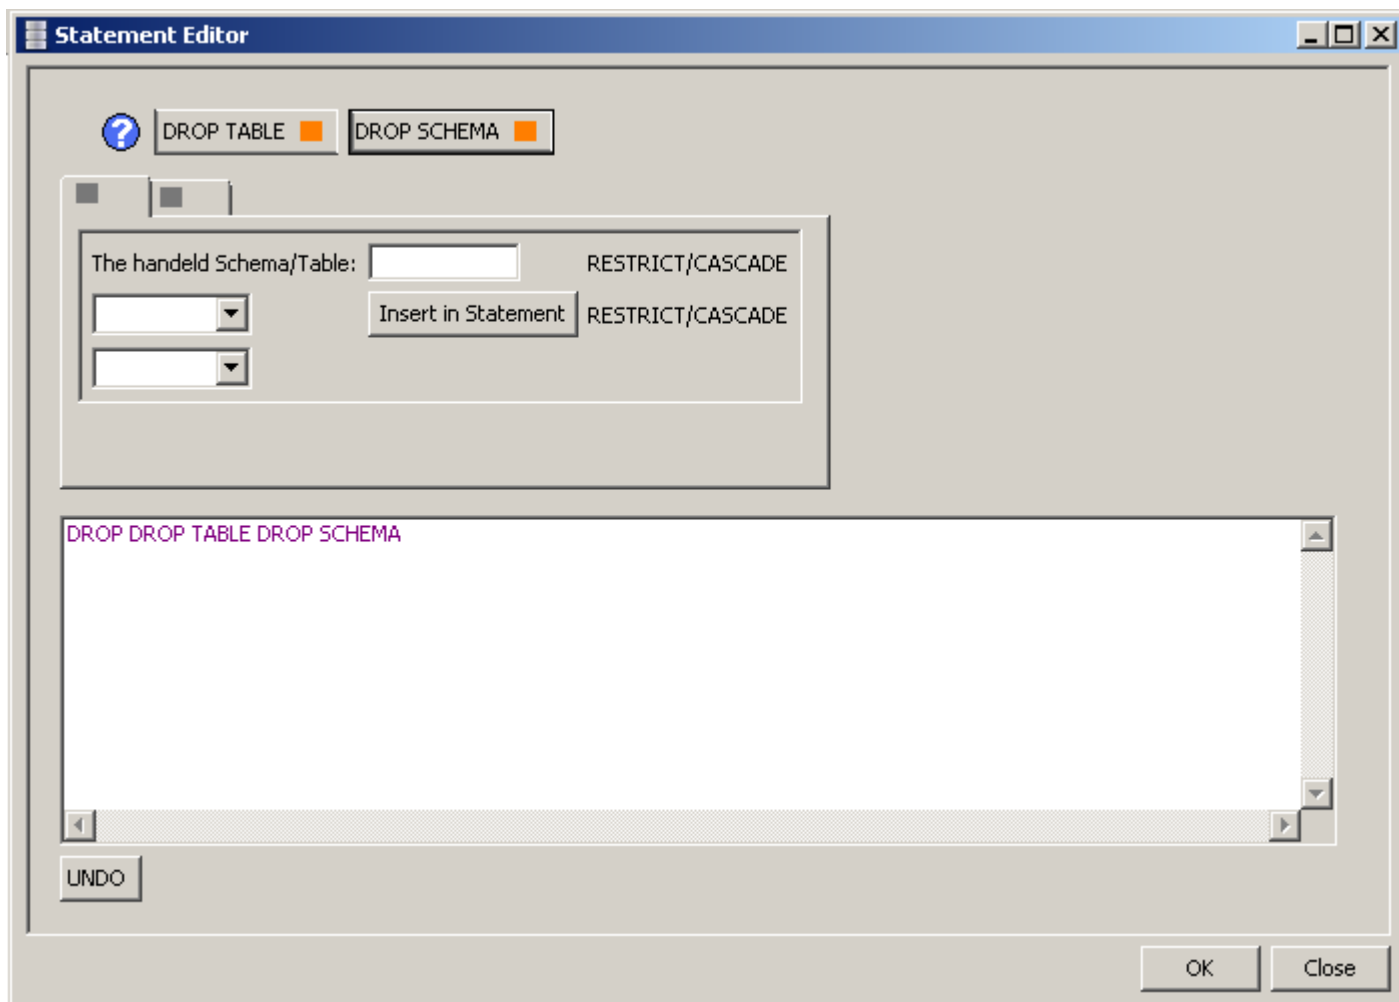 Statement Editor
DROP TABLE
DROP SCHEMA
The handeld Schema/Table:
RESTRICT/CASCADE
Insert in Statement
RESTRICT/CASCADE
DROP DROP TABLE DROP SCHEMA
UNDO
OK
Close